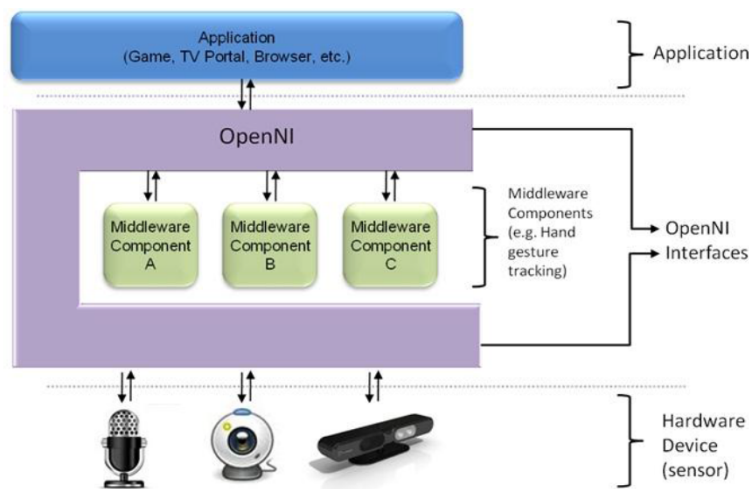 Application
(Game, TV Portal, Browser, etc.)
Application
OpenNI
Middleware
Component
A
Middleware
Component
B
Middleware
Component
C
Middleware
Components
(e.g. Hand
gesture
tracking)
OpenNI
Interfaces
Hardware
Device
(sensor)